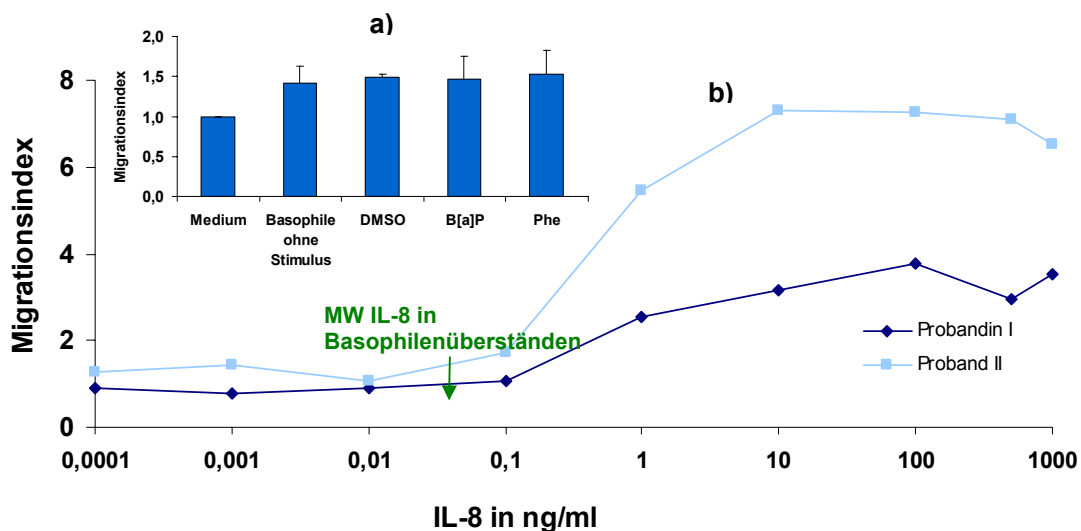 a)
2,0
1,5
1,0
0,5
0,0
Migrationsindex
Medium
Basophile
ohne
Stimulus
DMSO
B[a]P
Phe
b)
8
6
4
2
0
Migrationsindex
MW IL-8 in
Basophilenüberständen
Probandin I
Proband II
0,0001 0,001 0,01 0,1 1 10 100 1000
IL-8 in ng/ml